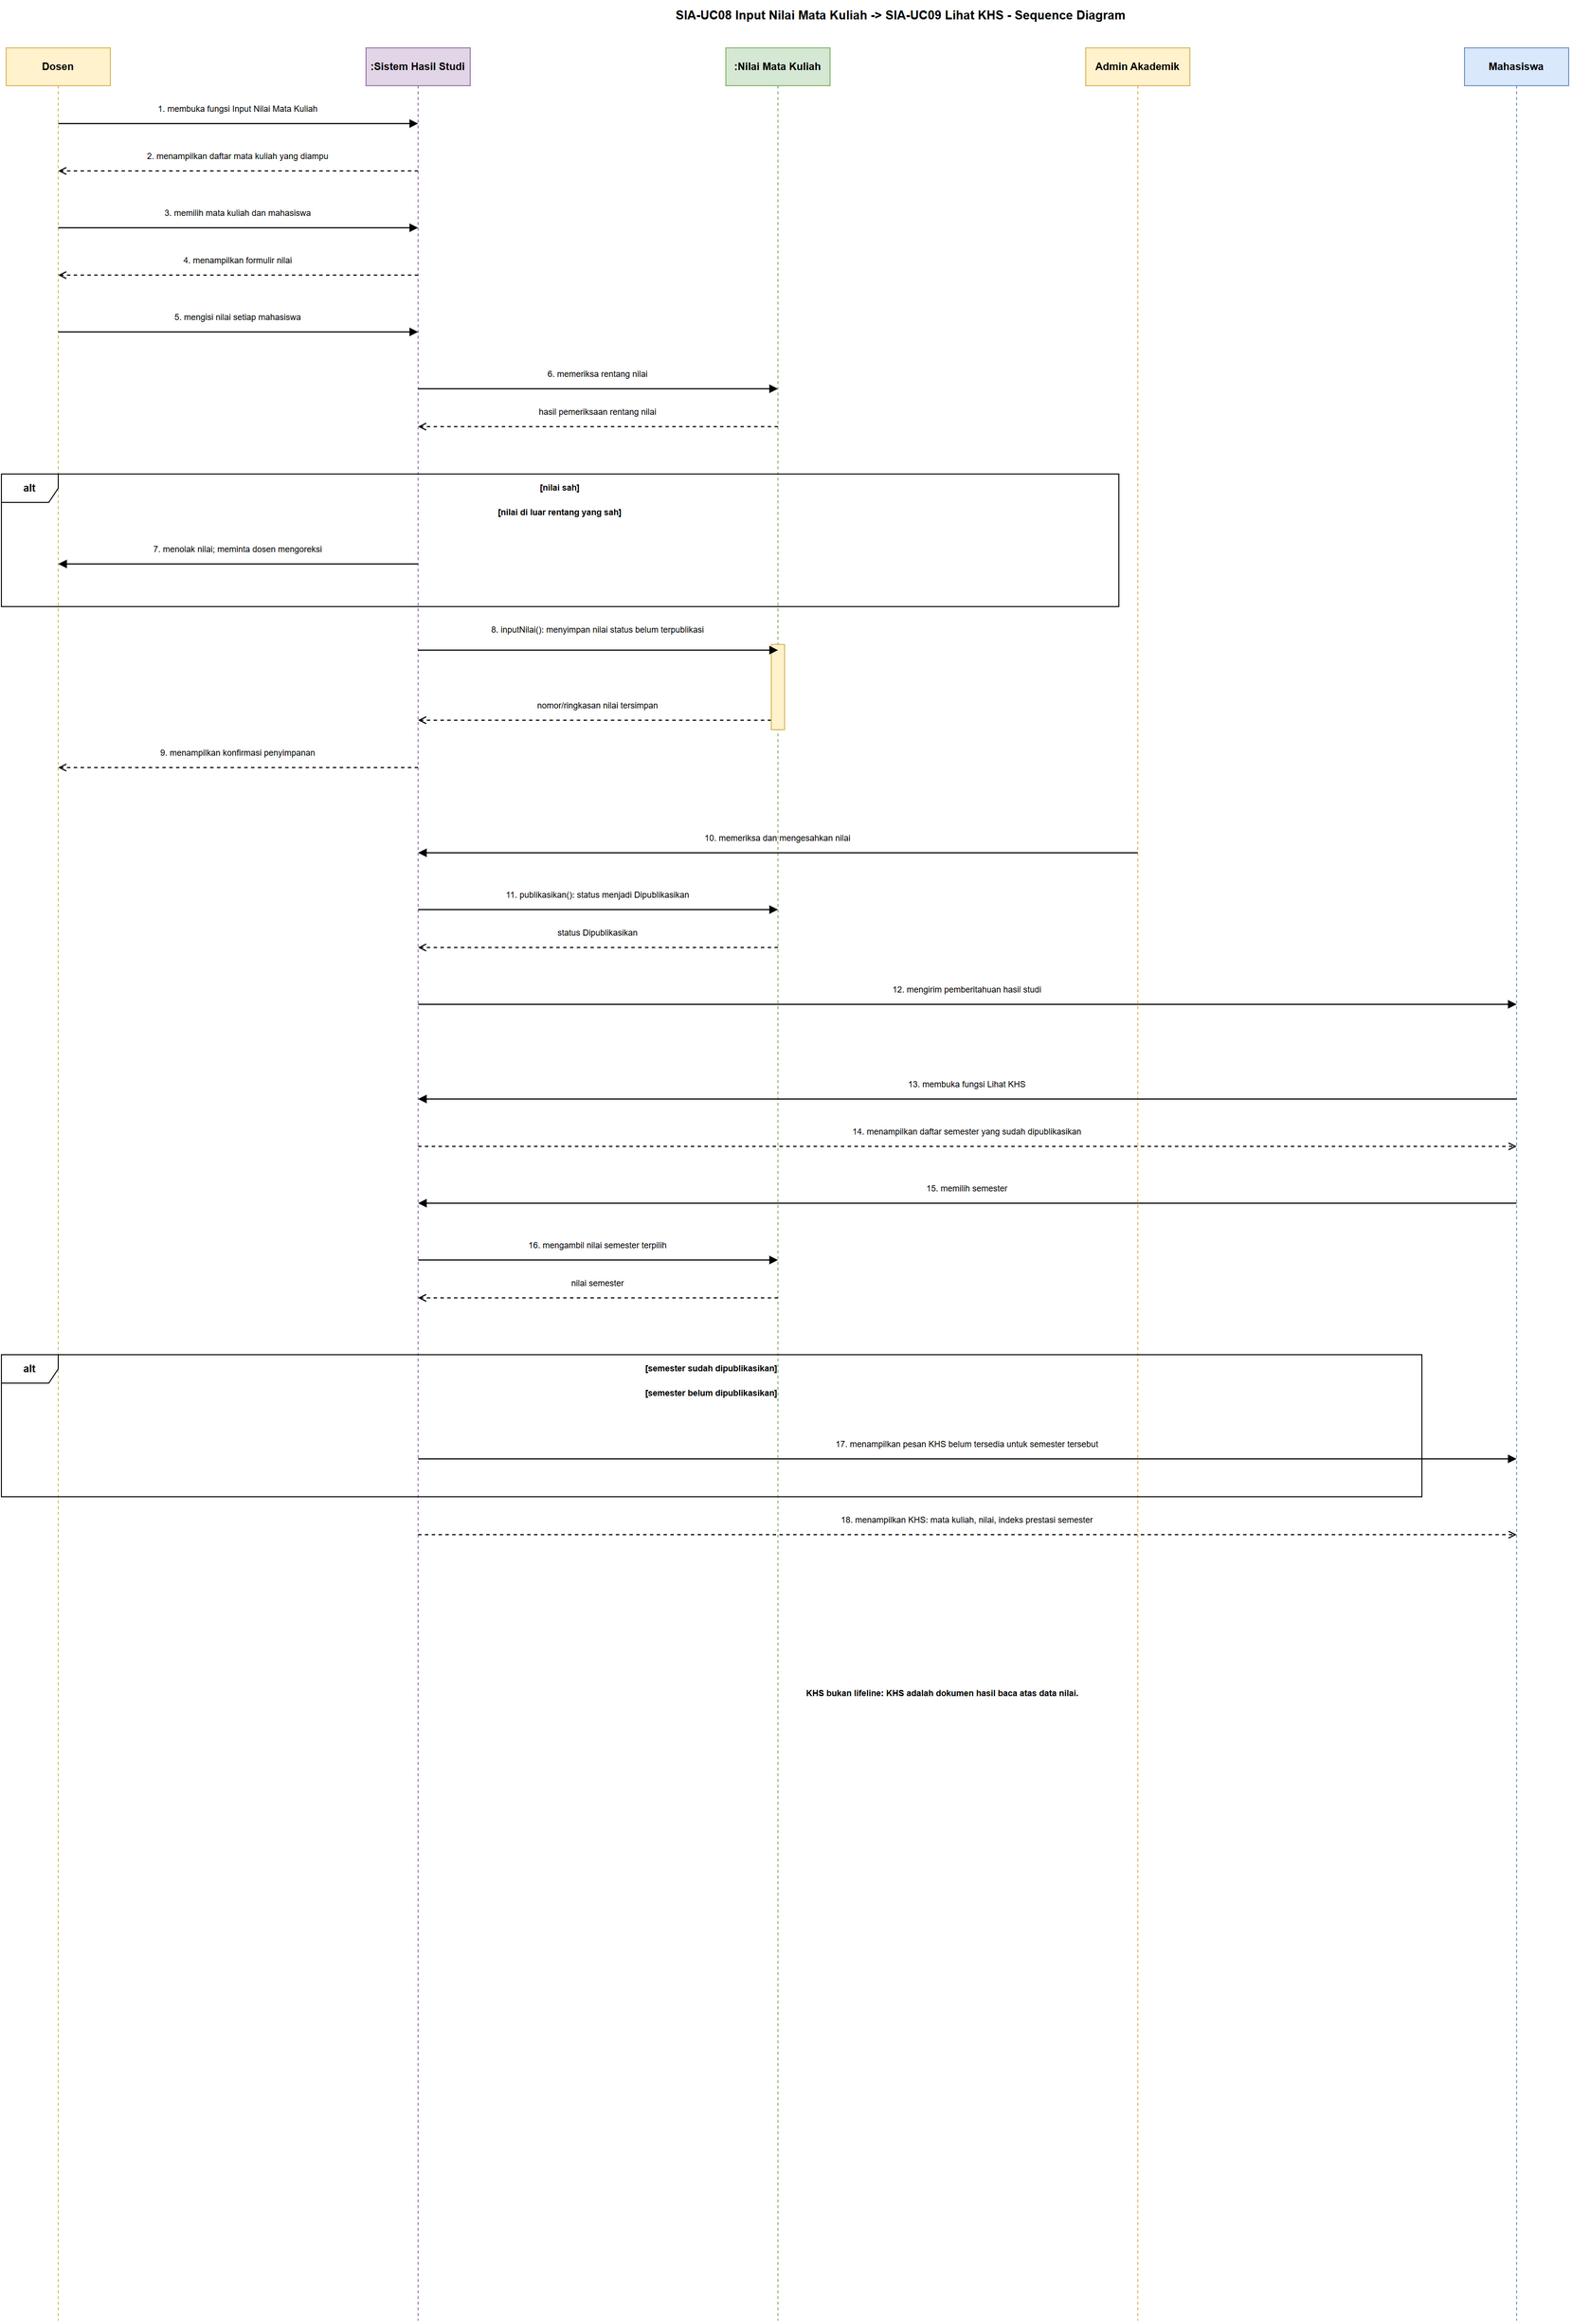 SIA-UC08 Input Nilai Mata Kuliah -> SIA-UC09 Lihat KHS - Sequence Diagram
Dosen
:Sistem Hasil Studi
:Nilai Mata Kuliah
Admin Akademik
Mahasiswa
1. membuka fungsi Input Nilai Mata Kuliah
2. menampilkan daftar mata kuliah yang diampu
3. memilih mata kuliah dan mahasiswa
4. menampilkan formulir nilai
5. mengisi nilai setiap mahasiswa
6. memeriksa rentang nilai
hasil pemeriksaan rentang nilai
alt
[nilai sah]
[nilai di luar rentang yang sah]
7. menolak nilai; meminta dosen mengoreksi
8. inputNilai(): menyimpan nilai status belum terpublikasi
nomor/ringkasan nilai tersimpan
9. menampilkan konfirmasi penyimpanan
10. memeriksa dan mengesahkan nilai
11. publikasikan(): status menjadi Dipublikasikan
status Dipublikasikan
12. mengirim pemberitahuan hasil studi
13. membuka fungsi Lihat KHS
14. menampilkan daftar semester yang sudah dipublikasikan
15. memilih semester
16. mengambil nilai semester terpilih
nilai semester
alt
[semester sudah dipublikasikan]
[semester belum dipublikasikan]
17. menampilkan pesan KHS belum tersedia untuk semester tersebut
18. menampilkan KHS: mata kuliah, nilai, indeks prestasi semester
KHS bukan lifeline: KHS adalah dokumen hasil baca atas data nilai.